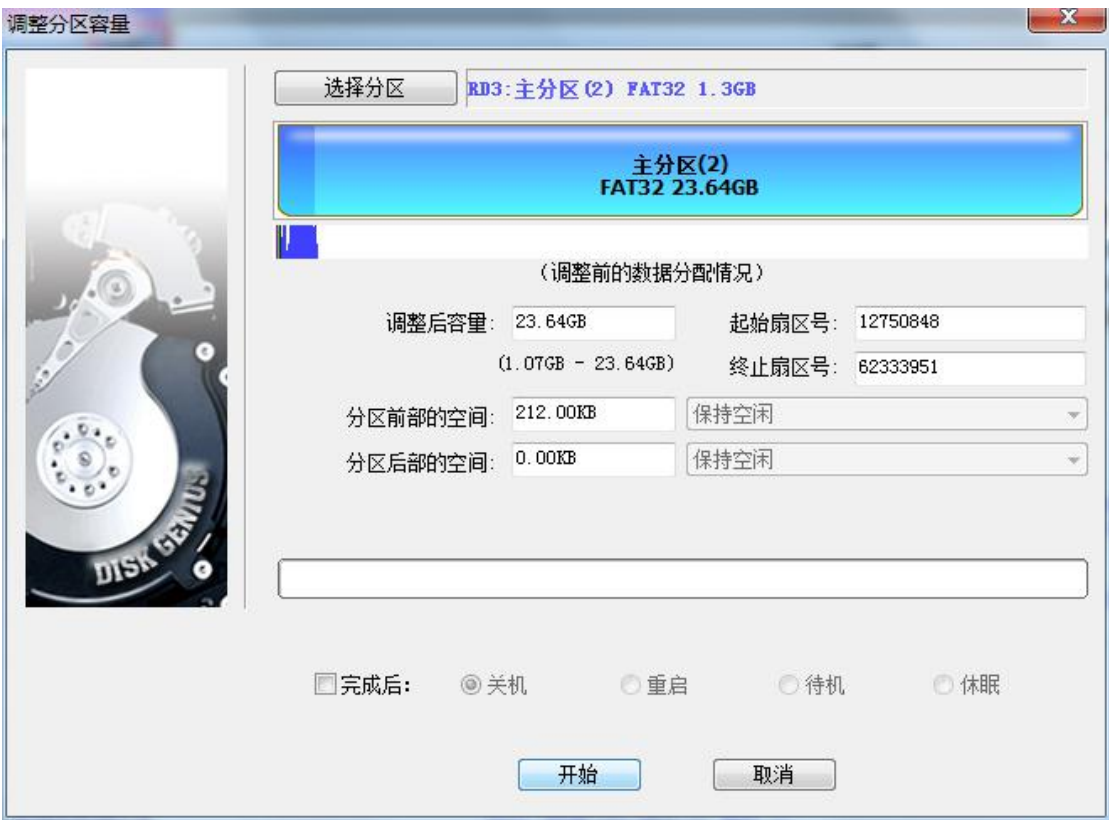 调整分区容量
选择分区 RD3:主分区(2) FAT32 1.3GB
主分区(2)
FAT32 23.64GB
(调整前的数据分配情况)
调整后容量: 23.64GB 起始扇区号: 12750848
(1.07GB - 23.64GB) 终止扇区号: 62333951
分区前部的空间: 212.00KB 保持空闲
分区后部的空间: 0.00KB 保持空闲
DISK GENIUS
完成后: 关机 重启 待机 休眠
开始 取消